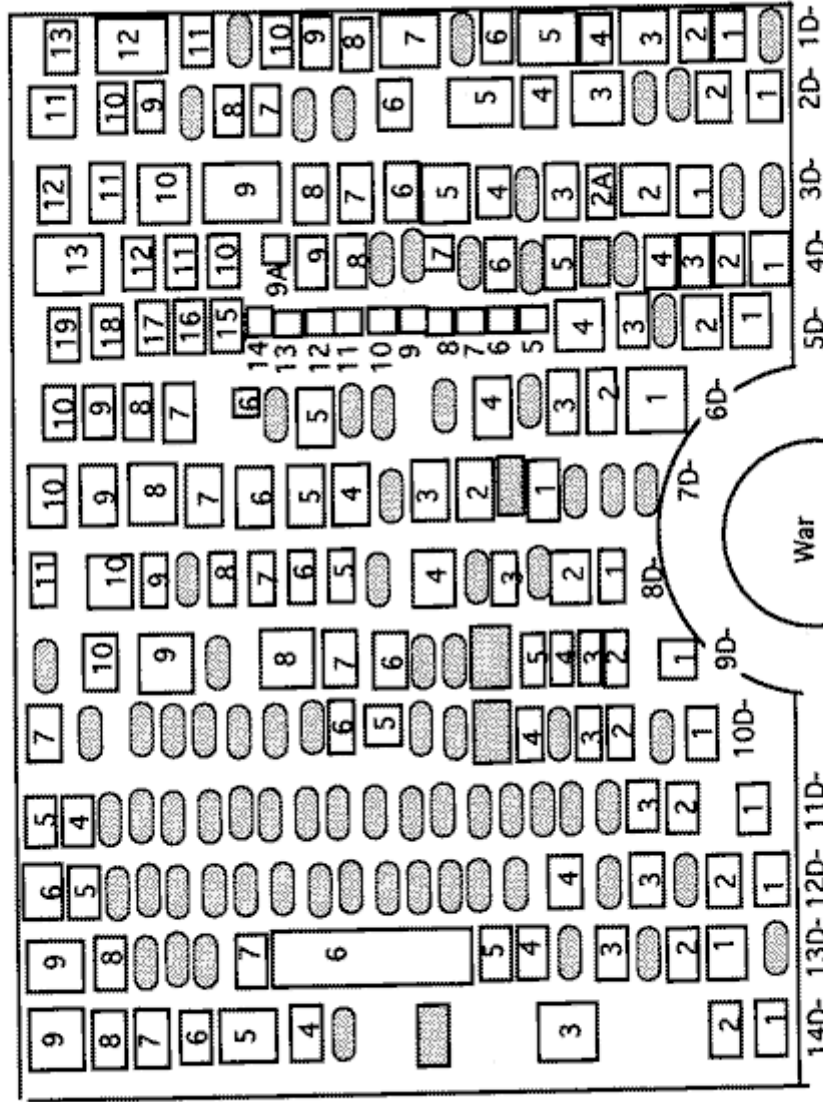 13 12 11 10 9 8 7 6 5 4 3 2 1 1D-
11 10 9 8 7 6 5 4 3 2 1 2D-
12 11 10 9 8 7 6 5 4 3 2A 2 1 3D-
13 12 11 10 9A 9 8 7 6 5 4 3 2 1 4D-
19 18 17 16 15 14 13 12 11 10 9 8 7 6 5 4 3 2 1 5D-
10 9 8 7 6 5 4 3 2 1 6D-
10 9 8 7 6 5 4 3 2 1 7D-
11 10 9 8 7 6 5 4 3 2 1 8D-
War
10 9 8 7 6 5 4 3 2 1 9D-
7 6 5 4 3 2 1 10D-
5 4 3 2 1 11D-
6 5 4 3 2 1 12D-
9 8 7 6 5 4 3 2 1 13D-
9 8 7 6 5 4 3 2 1 14D-